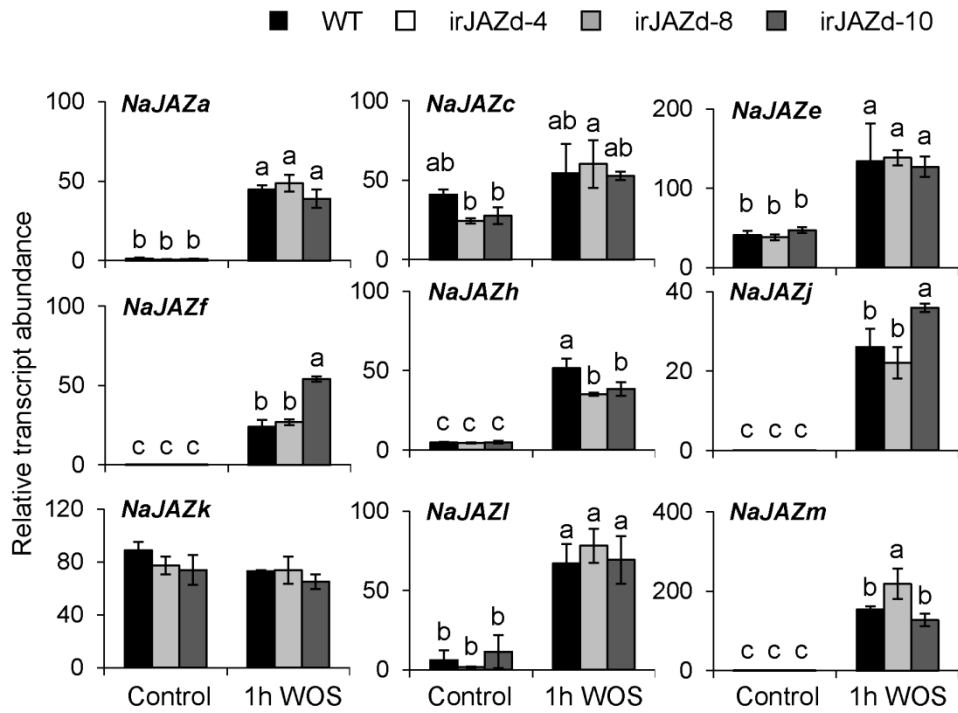 WT irJAZd-4 irJAZd-8 irJAZd-10
Relative transcript abundance
NaJAZa
100
50
0
b b b
a a a
NaJAZc
100
50
0
ab b b
ab a ab
NaJAZe
200
100
0
b b b
a a a
NaJAZf
100
50
0
c c c
b b a
NaJAZh
100
50
0
c c c
a b b
NaJAZj
40
20
0
c c c
b b a
NaJAZk
120
80
40
0
Control 1h WOS
NaJAZl
100
50
0
b b b
a a a
Control 1h WOS
NaJAZm
400
200
0
c c c
b a b
Control 1h WOS